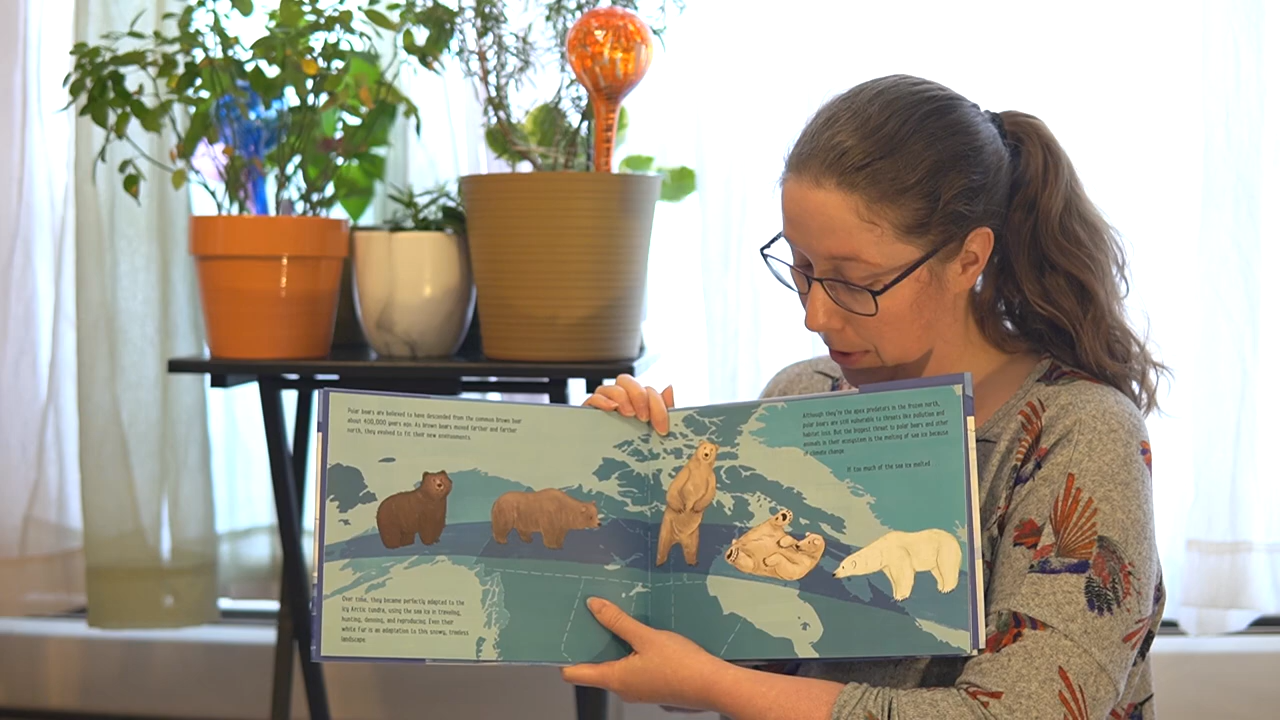 Polar bears are believed to have descended from the common brown bear
about 400,000 years ago. As brown bears moved farther and farther
north, they evolved to fit their new environments.
Over time, they became perfectly adapted to the
icy Arctic tundra, using the sea ice in traveling,
hunting, denning, and reproducing. Even their
white fur is an adaptation to this snowy, treeless
landscape.
Although they're the apex predators in the frozen north,
polar bears are still vulnerable to threats like pollution and
habitat loss. But the biggest threat to polar bears and other
animals in their ecosystem is the melting of sea ice because
of climate change.
If too much of the sea ice melted